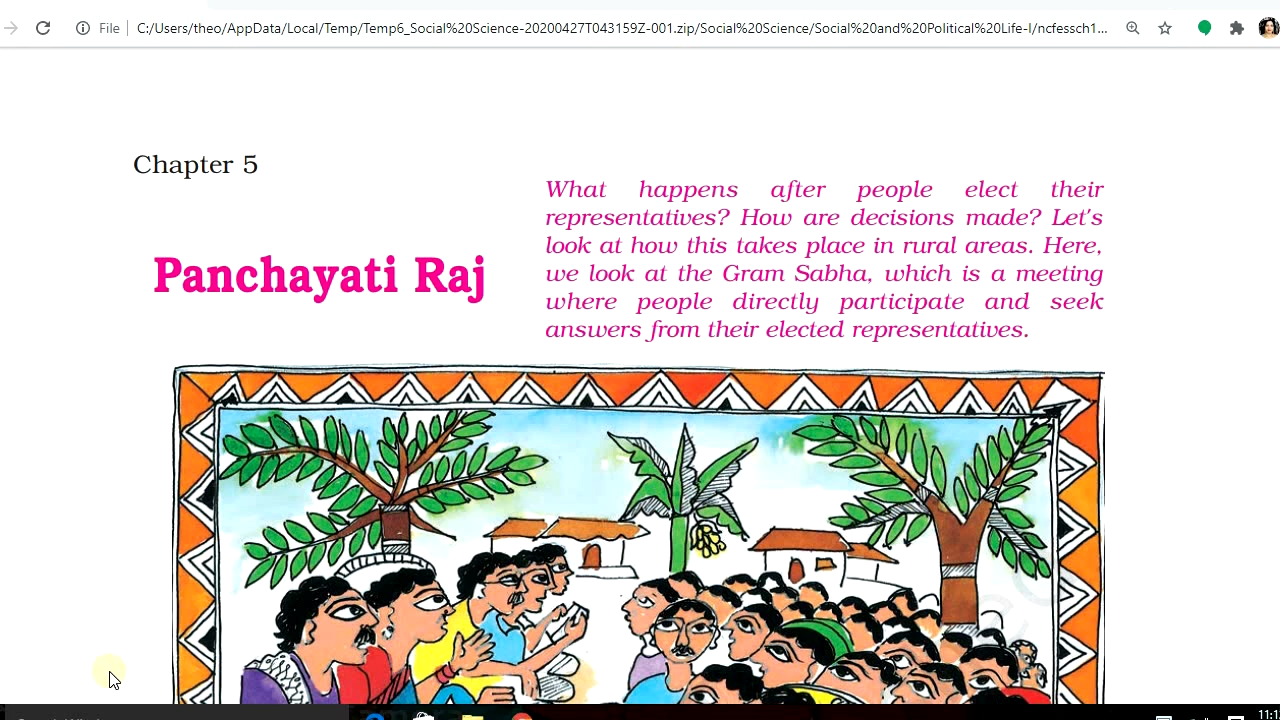 File
C:/Users/theo/AppData/Local/Temp/Temp6_Social%20Science-20200427T043159Z-001.zip/Social%20Science/Social%20and%20Political%20Life-I/ncfessch1...
Chapter 5
Panchayati Raj
What happens after people elect their
representatives? How are decisions made? Let's
look at how this takes place in rural areas. Here,
we look at the Gram Sabha, which is a meeting
where people directly participate and seek
answers from their elected representatives.